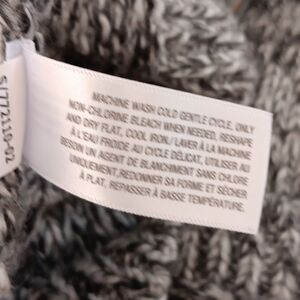 MACHINE WASH COLD GENTLE CYCLE, ONLY
NON-CHLORINE BLEACH WHEN NEEDED, RESHAPE
AND DRY FLAT, COOL IRON/ LAVER À LA MACHINE
À L'EAU FROIDE AU CYCLE DÉLICAT, UTILISER AU
BESOIN UN AGENT DE BLANCHIMENT SANS CHLORE
UNIQUEMENT, REDONNER SA FORME ET SÉCHER
À PLAT, REPASSER À BASSE TEMPÉRATURE.